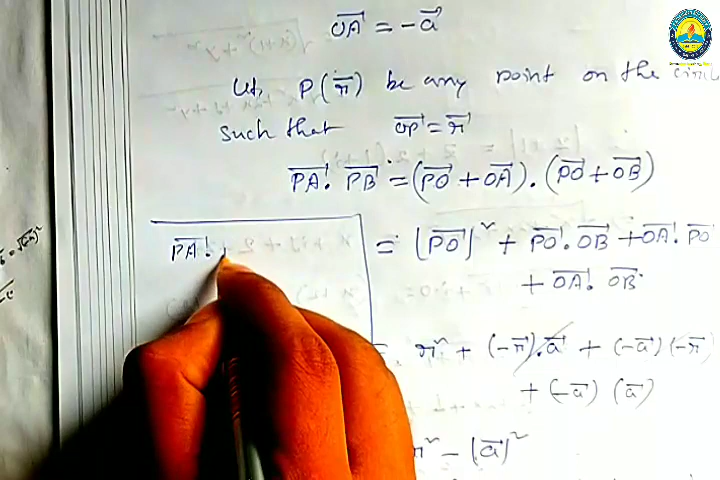 OA⃗ = -a⃗
Let, P(r⃗) be any point on the circle
such that OP⃗ = r⃗
PA⃗. PB⃗ = (PO⃗ + OA⃗). (PO⃗ + OB⃗)
= (PO⃗)² + PO⃗. OB⃗ + OA⃗. PO⃗
+ OA⃗. OB⃗
PA⃗.
= r² + (-r⃗).a⃗ + (-a⃗)(-r⃗)
+ (-a⃗) (a⃗)
r² - (a⃗)²